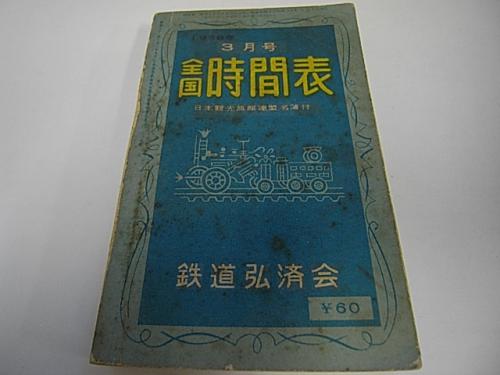 3月号
全国時間表
日本観光旅館連盟名簿付
鉄道弘済会
¥60